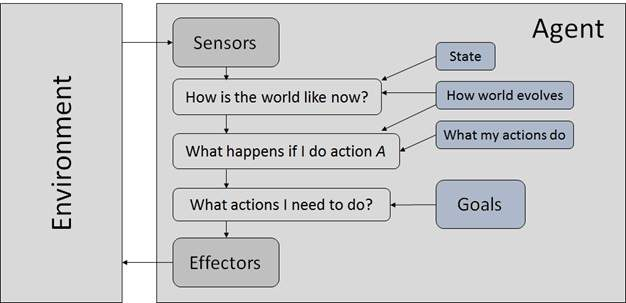 Environment
Agent
Sensors
State
How is the world like now?
How world evolves
What happens if I do action A
What my actions do
What actions I need to do?
Goals
Effectors